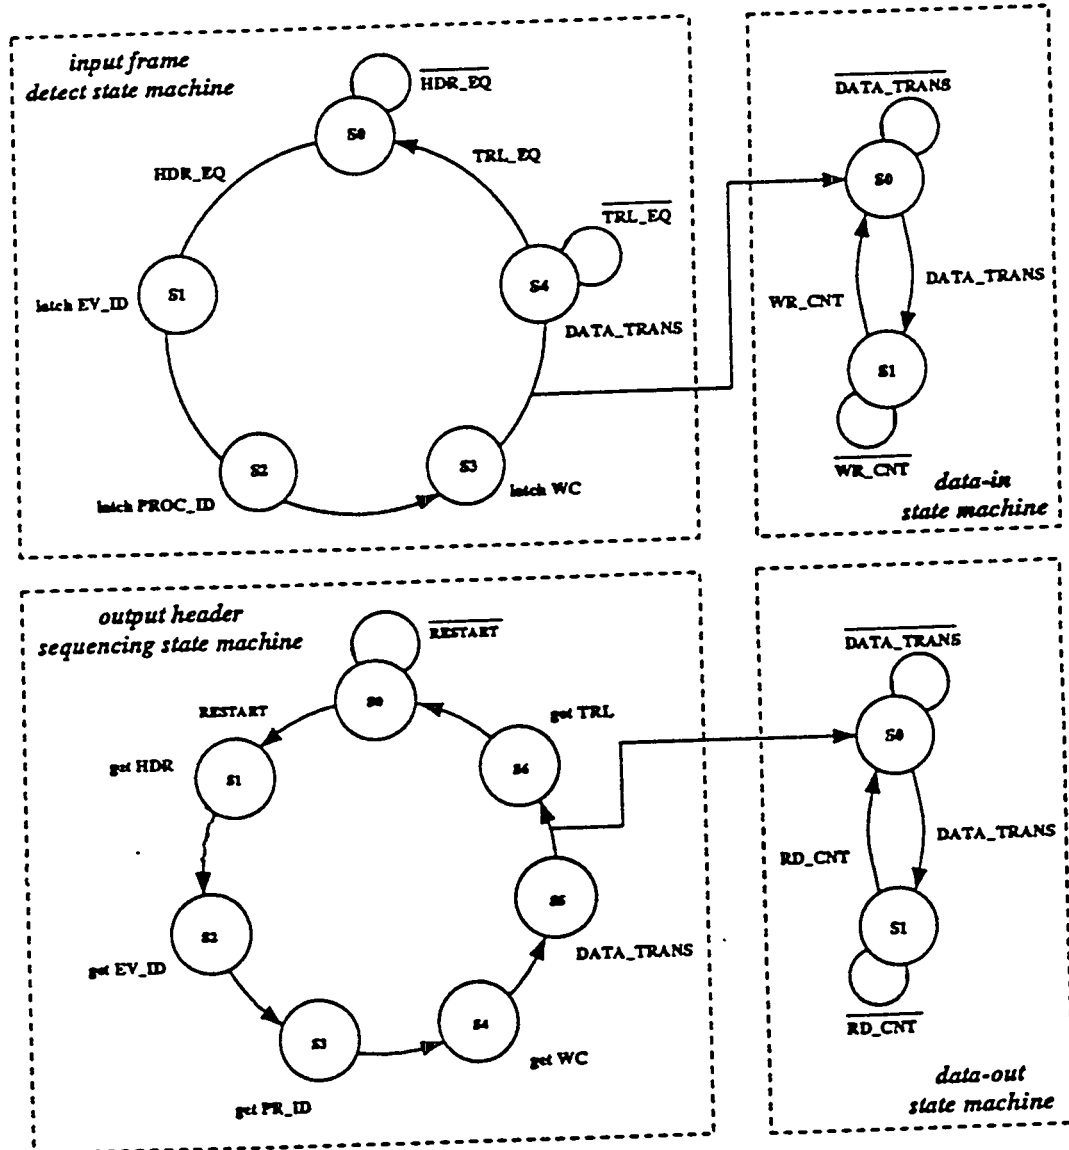 input frame
detect state machine
HDR_EQ
S0
HDR_EQ
TRL_EQ
TRL_EQ
S1
latch EV_ID
S4
DATA_TRANS
S2
latch PROC_ID
S3
latch WC
DATA_TRANS
S0
WR_CNT
DATA_TRANS
S1
WR_CNT
data-in
state machine
output header
sequencing state machine
RESTART
S0
RESTART
get HDR
S1
get TRL
S6
S2
get EV_ID
S5
DATA_TRANS
S3
get PR_ID
S4
get WC
DATA_TRANS
S0
RD_CNT
DATA_TRANS
S1
RD_CNT
data-out
state machine